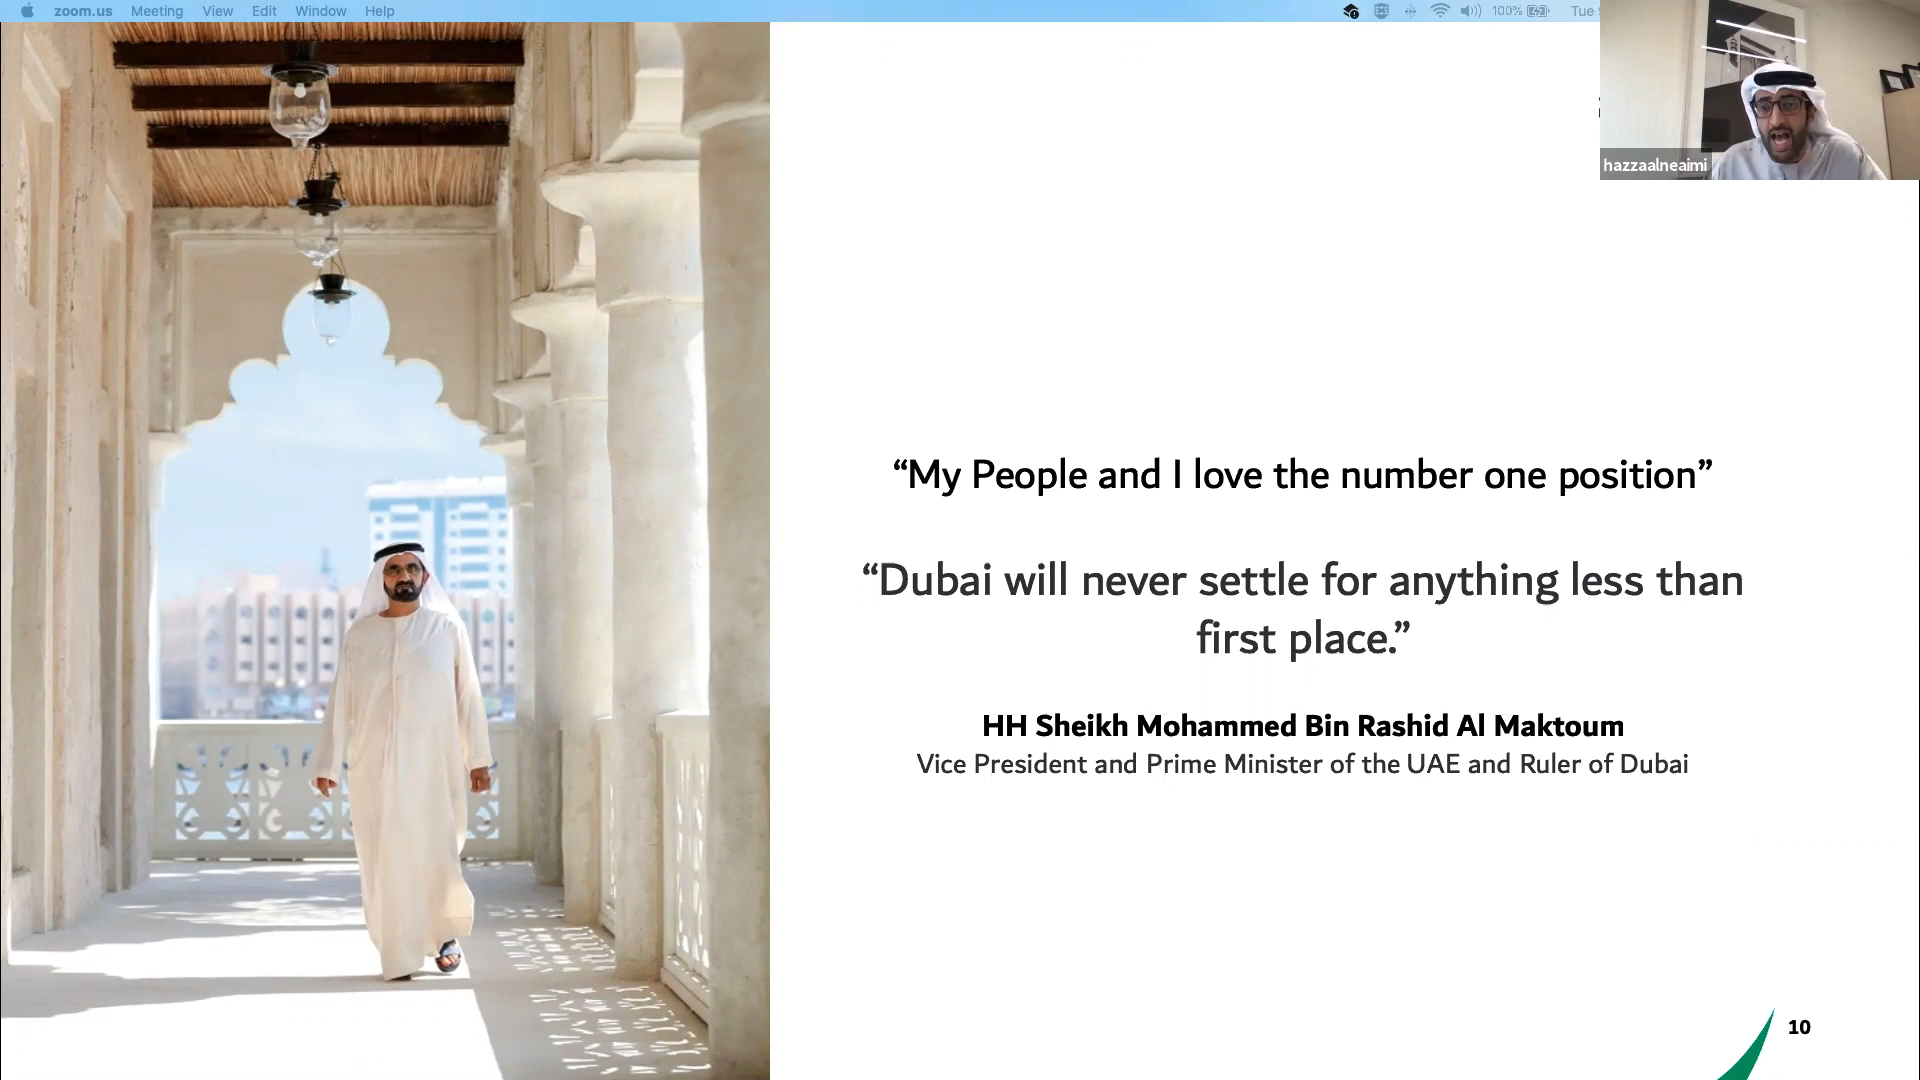 zoom.us Meeting View Edit Window Help 100% Tue
hazzaalneaimi
“My People and I love the number one position”
“Dubai will never settle for anything less than
first place.”
HH Sheikh Mohammed Bin Rashid Al Maktoum
Vice President and Prime Minister of the UAE and Ruler of Dubai
10